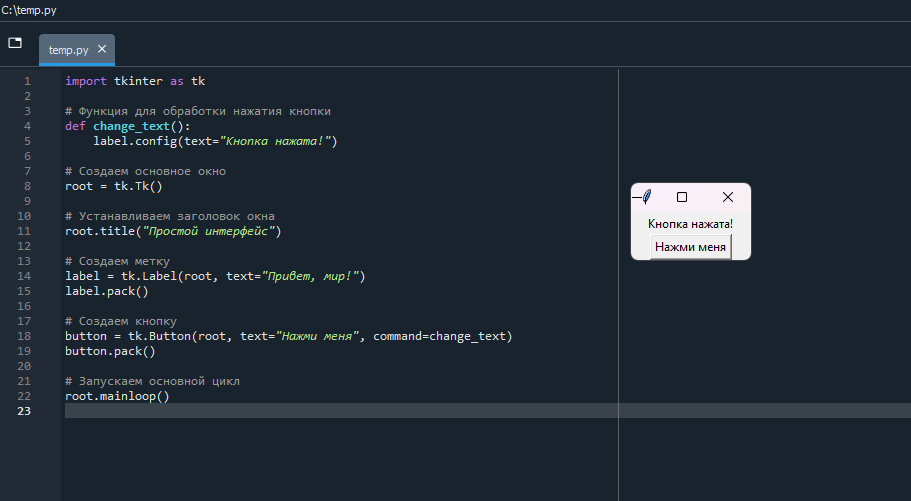 C:\temp.py
temp.py
1 import tkinter as tk
2
3 # Функция для обработки нажатия кнопки
4 def change_text():
5     label.config(text="Кнопка нажата!")
6
7 # Создаем основное окно
8 root = tk.Tk()
9
10 # Устанавливаем заголовок окна
11 root.title("Простой интерфейс")
12
13 # Создаем метку
14 label = tk.Label(root, text="Привет, мир!")
15 label.pack()
16
17 # Создаем кнопку
18 button = tk.Button(root, text="Нажми меня", command=change_text)
19 button.pack()
20
21 # Запускаем основной цикл
22 root.mainloop()
23
Кнопка нажата!
Нажми меня